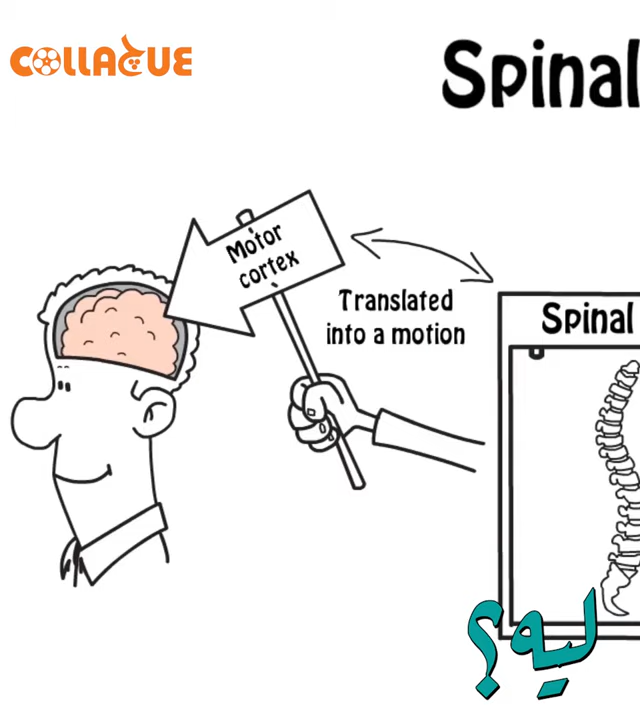 COLLAGUE
Spinal
Motor
cortex
Translated
into a motion
Spinal
ليه؟